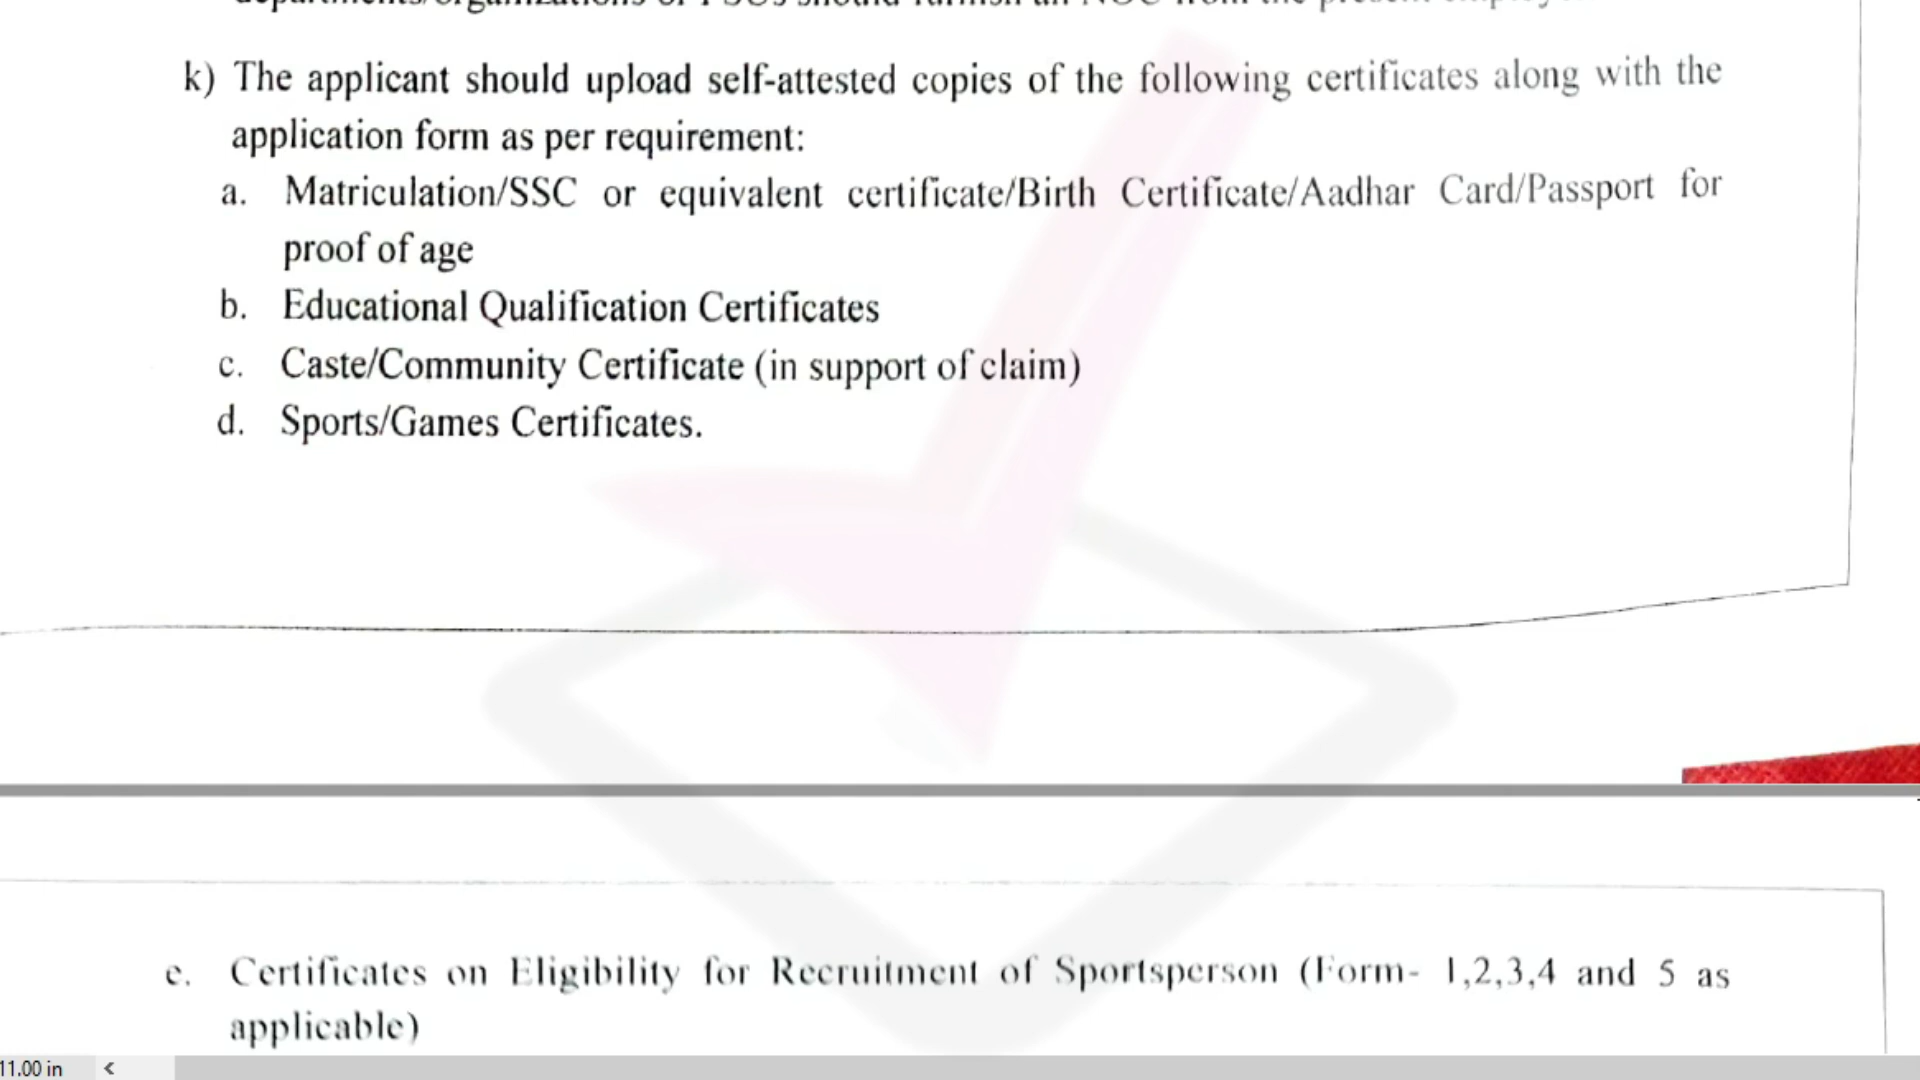 k) The applicant should upload self-attested copies of the following certificates along with the
application form as per requirement:
a. Matriculation/SSC or equivalent certificate/Birth Certificate/Aadhar Card/Passport for
proof of age
b. Educational Qualification Certificates
c. Caste/Community Certificate (in support of claim)
d. Sports/Games Certificates.
e. Certificates on Eligibility for Recruitment of Sportsperson (Form- 1,2,3,4 and 5 as
applicable)
11.00 in